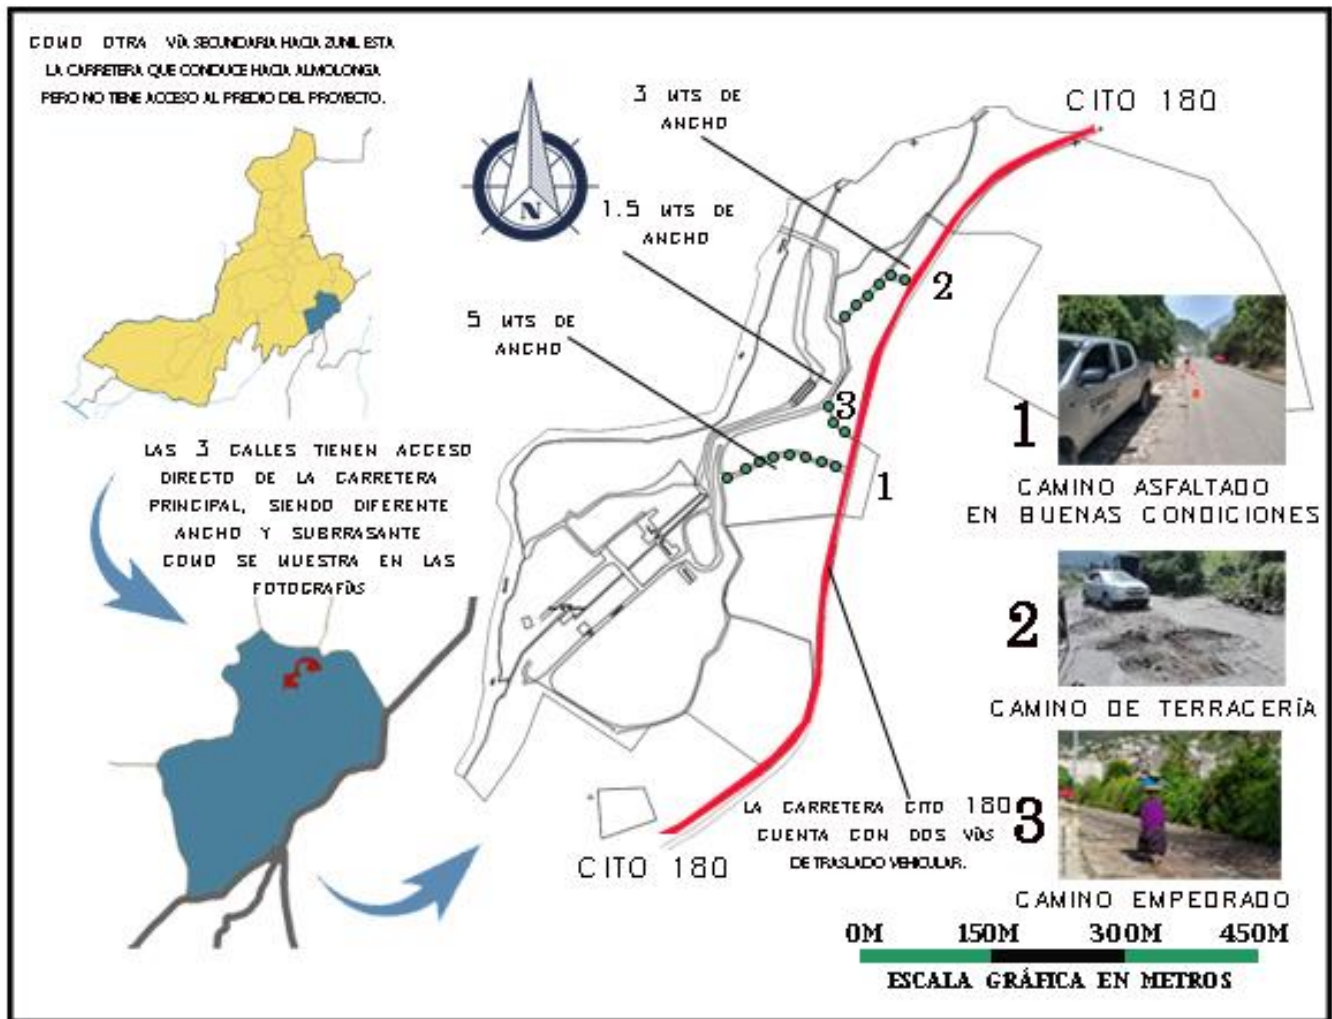 COMO OTRA VÍA SECUNDARIA HACIA ZUNIL ESTA
LA CARRETERA QUE CONDUCE HACIA ALMOLONGA
PERO NO TIENE ACCESO AL PREDIO DEL PROYECTO.
3 MTS DE
ANCHO
CITO 180
N
1.5 MTS DE
ANCHO
2
5 MTS DE
ANCHO
3
1
1
CAMINO ASFALTADO
EN BUENAS CONDICIONES
LAS 3 CALLES TIENEN ACCESO
DIRECTO DE LA CARRETERA
PRINCIPAL, SIENDO DIFERENTE
ANCHO Y SUBRRASANTE
COMO SE MUESTRA EN LAS
FOTOGRAFÍAS
2
CAMINO DE TERRACERÍA
LA CARRETERA CITO 180
CUENTA CON DOS VÍAS
DE TRASLADO VEHICULAR.
3
CITO 180
CAMINO EMPEDRADO
0M 150M 300M 450M
ESCALA GRÁFICA EN METROS